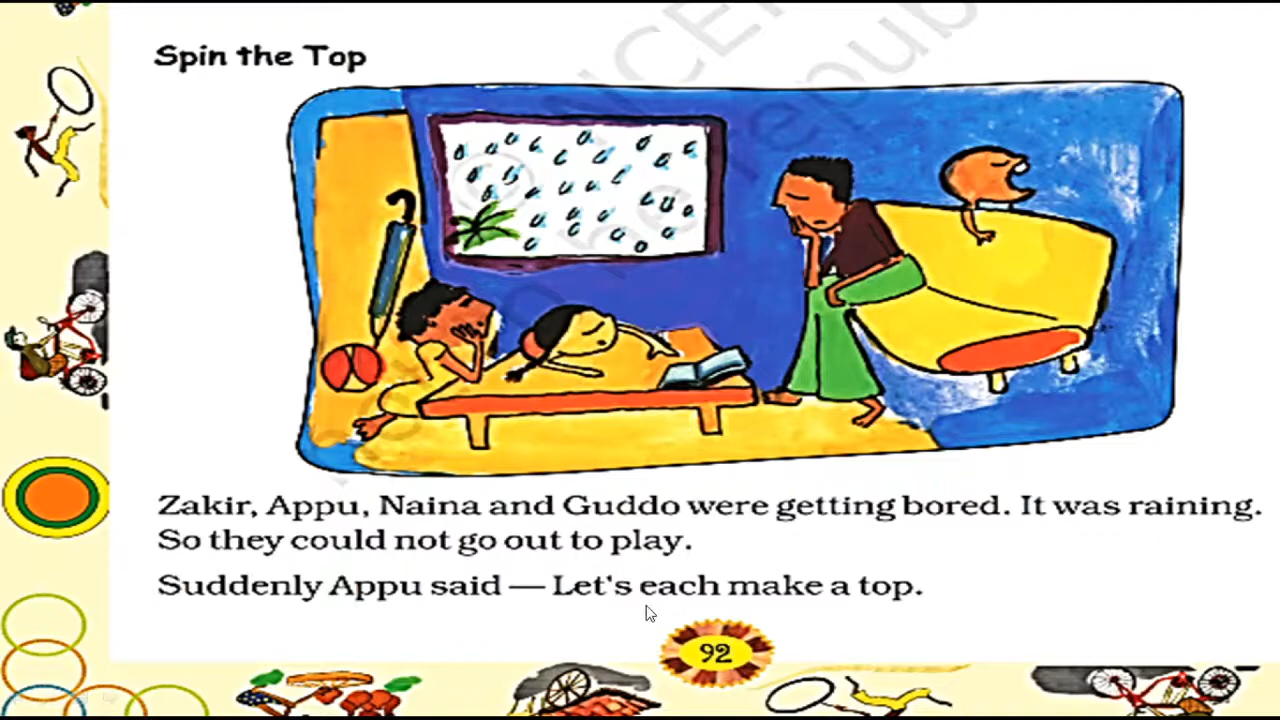 Spin the Top
Zakir, Appu, Naina and Guddo were getting bored. It was raining.
So they could not go out to play.
Suddenly Appu said — Let's each make a top.
92